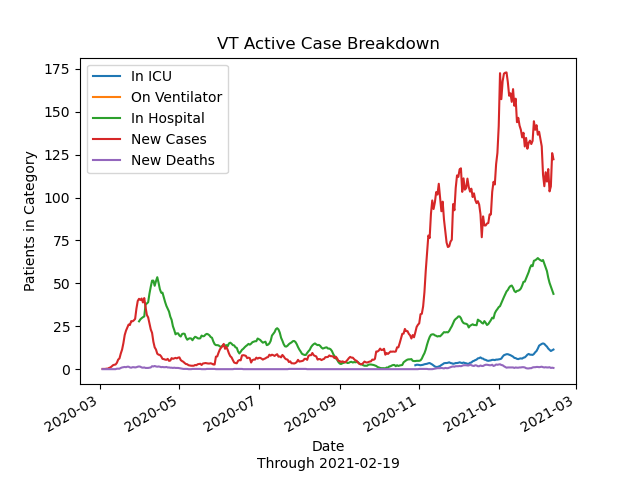 VT Active Case Breakdown
In ICU
On Ventilator
In Hospital
New Cases
New Deaths
Patients in Category
175
150
125
100
75
50
25
0
2020-03
2020-05
2020-07
2020-09
2020-11
2021-01
2021-03
Date
Through 2021-02-19